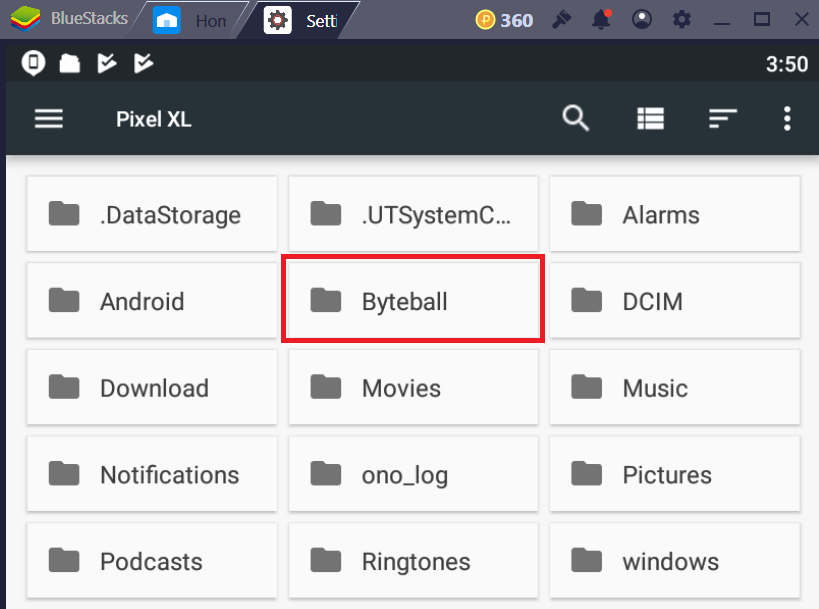 BlueStacks Hon Setti 360
3:50
Pixel XL
.DataStorage .UTSystemC... Alarms
Android Byteball DCIM
Download Movies Music
Notifications ono_log Pictures
Podcasts Ringtones windows